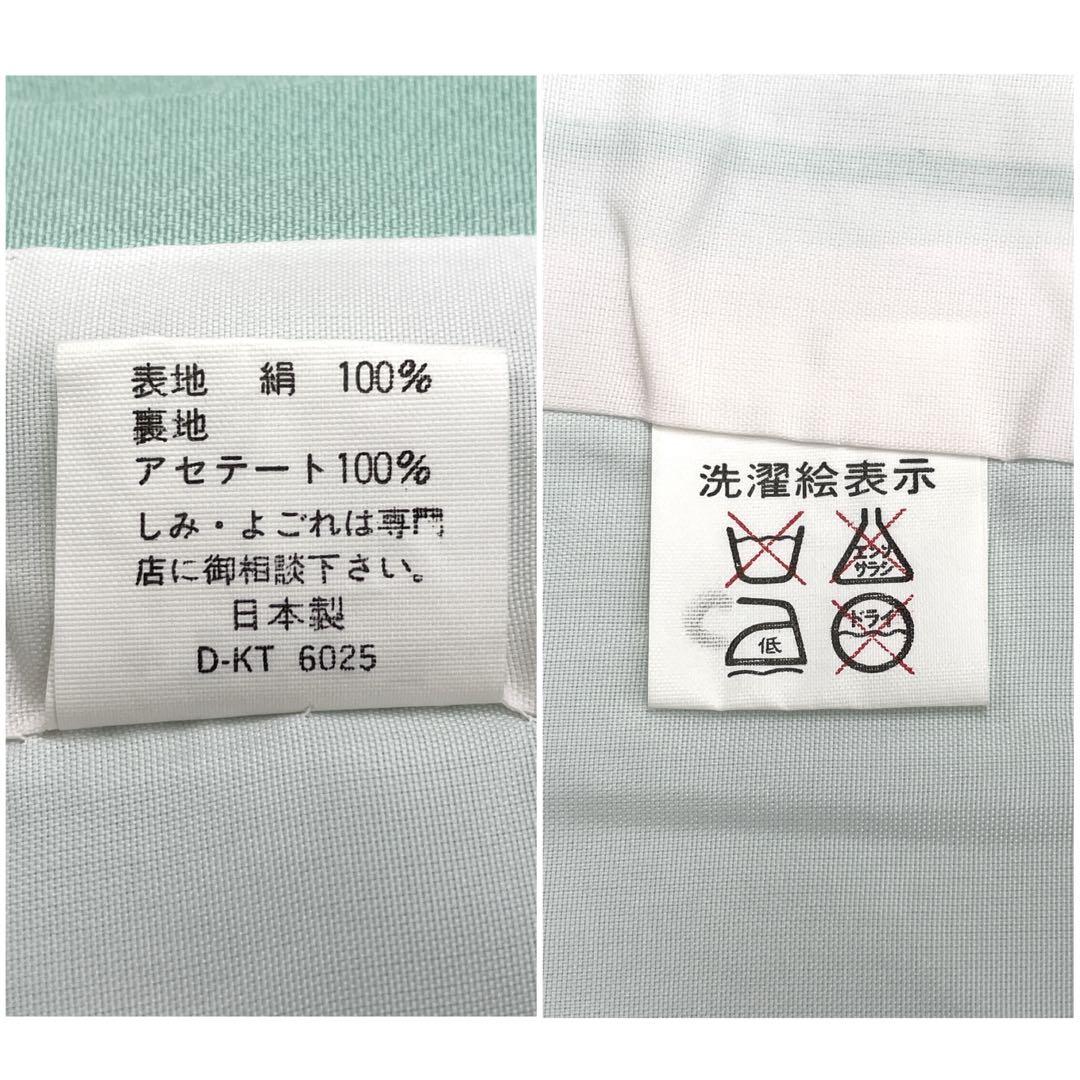 表地　絹　100%
裏地
アセテート100%
しみ・よごれは専門
店に御相談下さい。
日本製
D-KT 6025
洗濯絵表示
エンソ
サラシ
低
ドライ